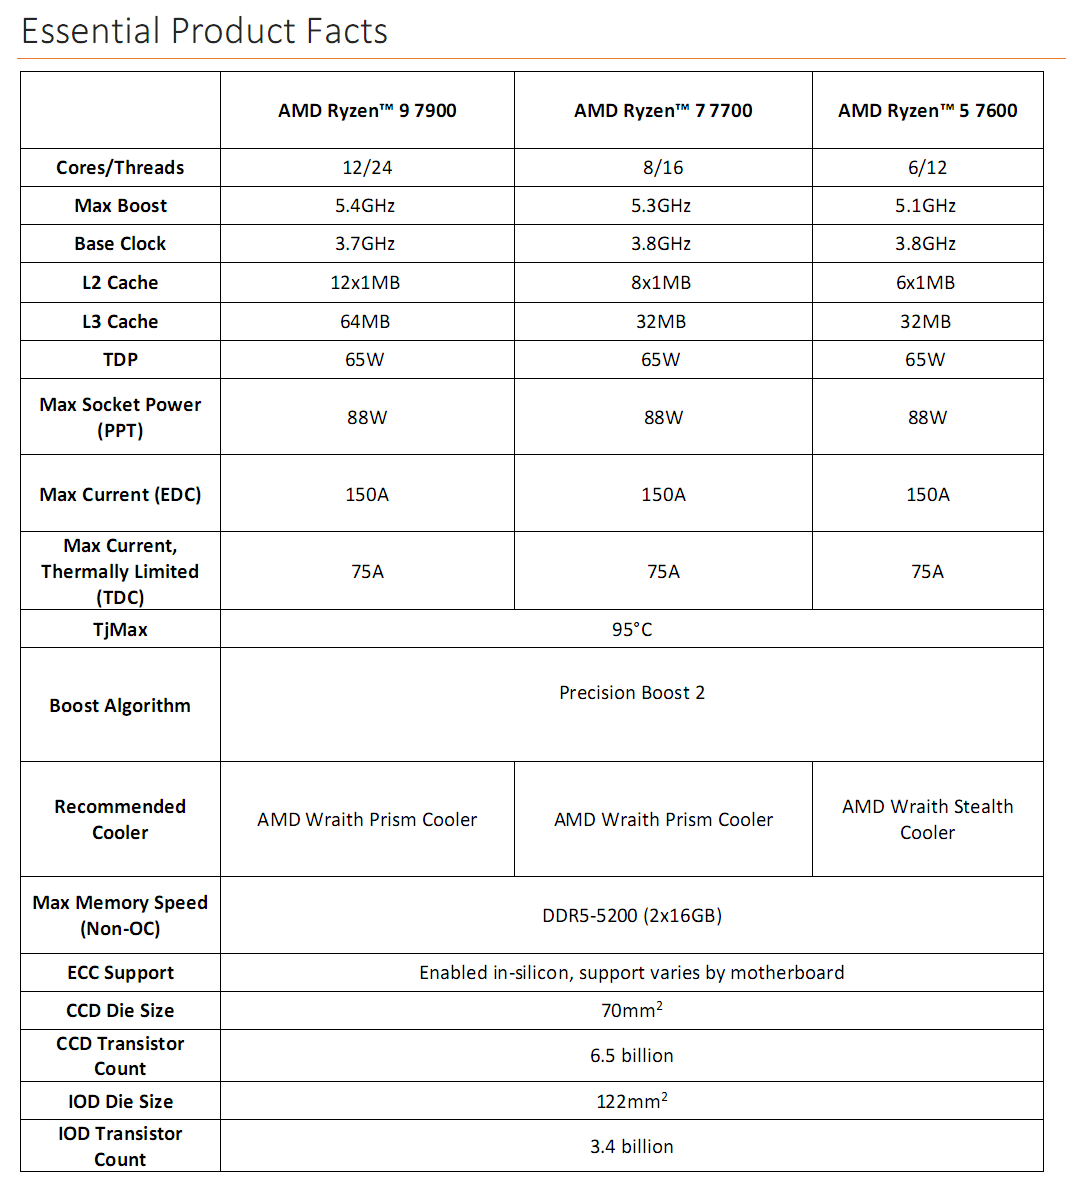 Essential Product Facts
AMD Ryzen™ 9 7900 AMD Ryzen™ 7 7700 AMD Ryzen™ 5 7600
Cores/Threads 12/24 8/16 6/12
Max Boost 5.4GHz 5.3GHz 5.1GHz
Base Clock 3.7GHz 3.8GHz 3.8GHz
L2 Cache 12x1MB 8x1MB 6x1MB
L3 Cache 64MB 32MB 32MB
TDP 65W 65W 65W
Max Socket Power
(PPT) 88W 88W 88W
Max Current (EDC) 150A 150A 150A
Max Current,
Thermally Limited 75A 75A 75A
(TDC)
TjMax 95°C
Boost Algorithm Precision Boost 2
Recommended
Cooler AMD Wraith Prism Cooler AMD Wraith Prism Cooler AMD Wraith Stealth
Cooler
Max Memory Speed
(Non-OC) DDR5-5200 (2x16GB)
ECC Support Enabled in-silicon, support varies by motherboard
CCD Die Size 70mm²
CCD Transistor
Count 6.5 billion
IOD Die Size 122mm²
IOD Transistor
Count 3.4 billion